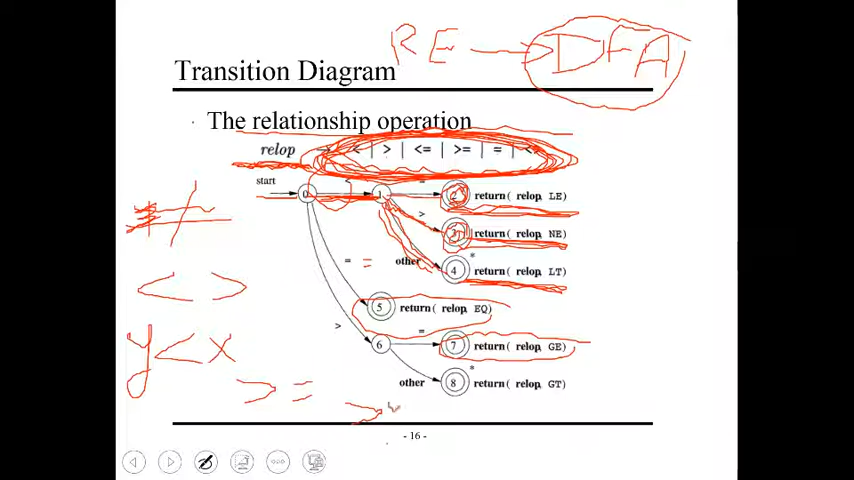 RE → DFA
Transition Diagram
· The relationship operation
relop → < | > | <= | >= | = | <>
start 0 < 1 = 2 return( relop, LE)
≠ > 3 return( relop, NE)
< > = = other 4 * return( relop, LT)
5 return( relop, EQ)
y < x > 6 = 7 return( relop, GE)
> = other 8 * return( relop, GT)
>
- 16 -